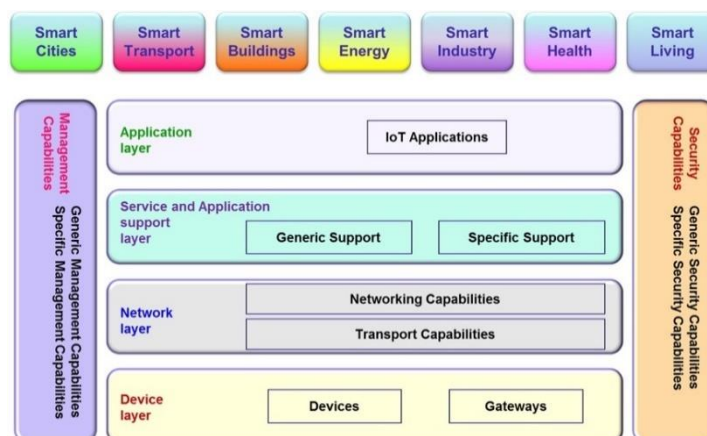 Smart Cities
Smart Transport
Smart Buildings
Smart Energy
Smart Industry
Smart Health
Smart Living
Management Capabilities
Generic Management Capabilities
Specific Management Capabilities
Application layer
IoT Applications
Service and Application support layer
Generic Support
Specific Support
Network layer
Networking Capabilities
Transport Capabilities
Device layer
Devices
Gateways
Security Capabilities
Generic Security Capabilities
Specific Security Capabilities